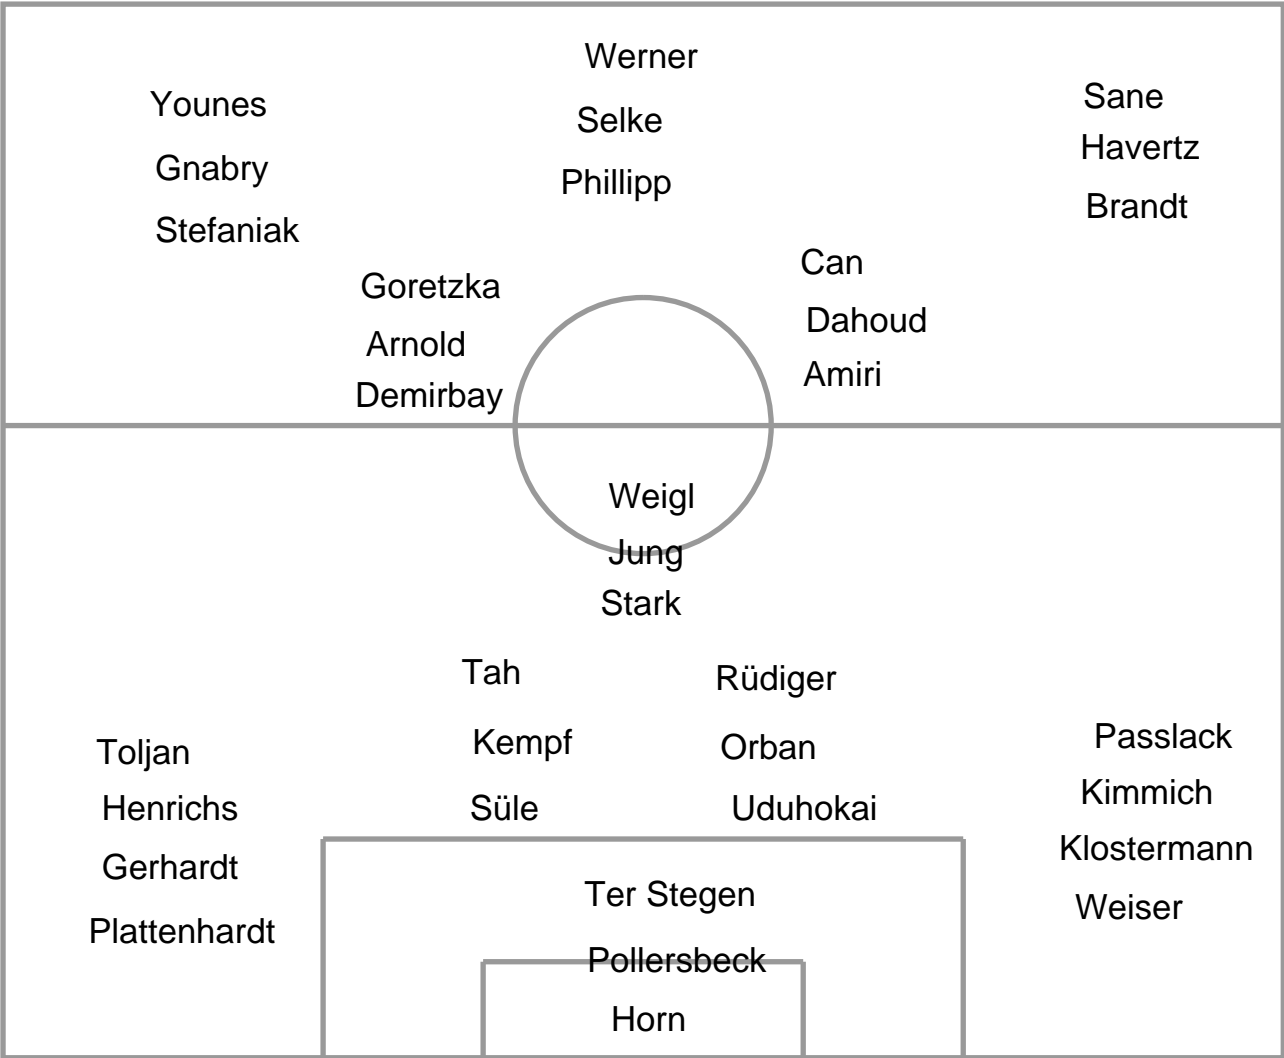 Werner
Selke
Phillipp
Younes
Gnabry
Stefaniak
Sane
Havertz
Brandt
Goretzka
Arnold
Demirbay
Can
Dahoud
Amiri
Weigl
Jung
Stark
Tah
Kempf
Süle
Rüdiger
Orban
Uduhokai
Toljan
Henrichs
Gerhardt
Plattenhardt
Passlack
Kimmich
Klostermann
Weiser
Ter Stegen
Pollersbeck
Horn